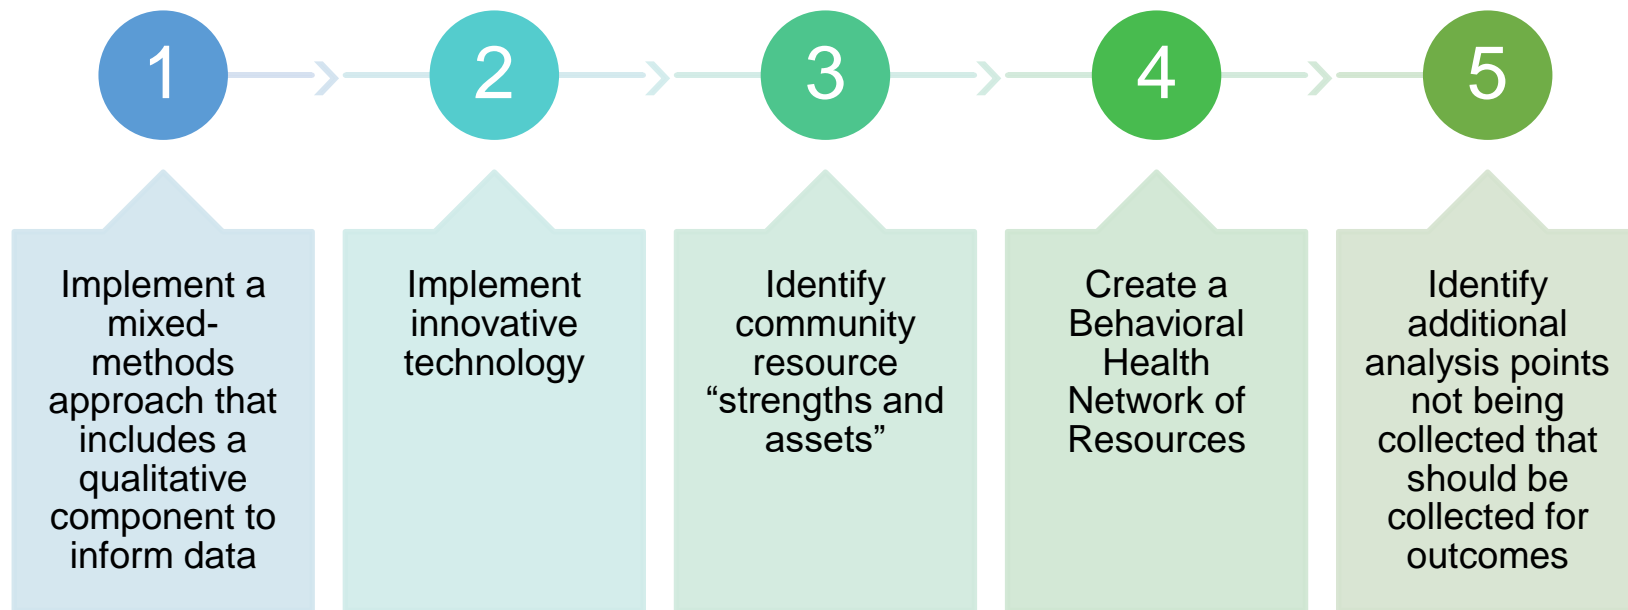 1
2
3
4
5
Implement a
mixed-
methods
approach that
includes a
qualitative
component to
inform data
Implement
innovative
technology
Identify
community
resource
“strengths and
assets”
Create a
Behavioral
Health
Network of
Resources
Identify
additional
analysis points
not being
collected that
should be
collected for
outcomes